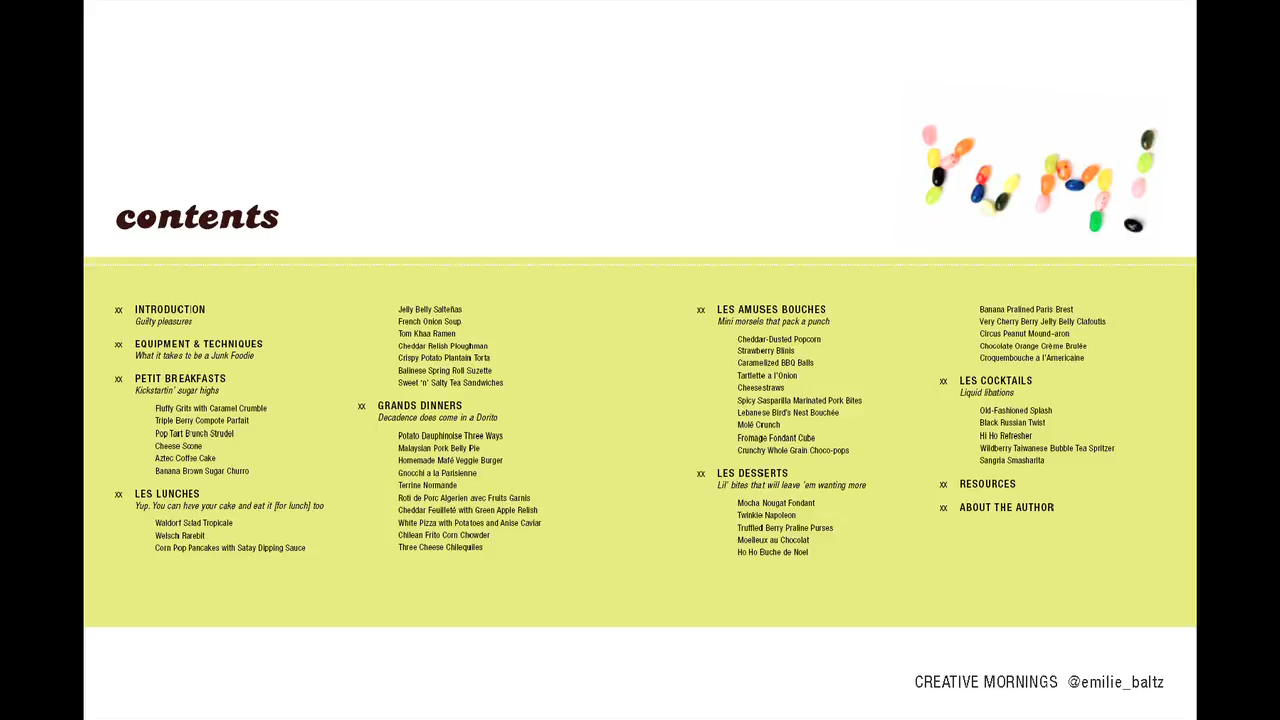 Yum!
contents
xx INTRODUCTION
Guilty pleasures
xx EQUIPMENT & TECHNIQUES
What it takes to be a Junk Foodie
xx PETIT BREAKFASTS
Kickstartin' sugar highs
Fluffy Grits with Caramel Crumble
Triple Berry Compote Parfait
Pop Tart Brunch Strudel
Cheese Scone
Aztec Coffee Cake
Banana Brown Sugar Churro
xx LES LUNCHES
Yup. You can have your cake and eat it [for lunch] too
Waldorf Salad Tropicale
Welsch Rarebit
Corn Pop Pancakes with Satay Dipping Sauce
Jelly Belly Salteñas
French Onion Soup
Tom Khaa Ramen
Cheddar Relish Ploughman
Crispy Potato Plantain Torta
Balinese Spring Roll Suzette
Sweet 'n' Salty Tea Sandwiches
xx GRANDS DINNERS
Decadence does come in a Dorito
Potato Dauphinoise Three Ways
Malaysian Pork Belly Pie
Homemade Mafé Veggie Burger
Gnocchi a la Parisienne
Terrine Normande
Roti de Porc Algerien avec Fruits Garnis
Cheddar Feuilleté with Green Apple Relish
White Pizza with Potatoes and Anise Caviar
Chilean Frito Corn Chowder
Three Cheese Chilequiles
xx LES AMUSES BOUCHES
Mini morsels that pack a punch
Cheddar-Dusted Popcorn
Strawberry Blinis
Caramelized BBQ Balls
Tartlette a l'Onion
Cheesestraws
Spicy Sasparilla Marinated Pork Bites
Lebanese Bird's Nest Bouchée
Molé Crunch
Fromage Fondant Cube
Crunchy Whole Grain Choco-pops
xx LES DESSERTS
Lil' bites that will leave 'em wanting more
Mocha Nougat Fondant
Twinkie Napoleon
Truffled Berry Praline Purses
Moelleux au Chocolat
Ho Ho Buche de Noel
Banana Pralined Paris Brest
Very Cherry Berry Jelly Belly Clafoutis
Circus Peanut Mound-aron
Chocolate Orange Crème Brulée
Croquembouche a l'Americaine
xx LES COCKTAILS
Liquid libations
Old-Fashioned Splash
Black Russian Twist
Hi Ho Refresher
Wildberry Taiwanese Bubble Tea Spritzer
Sangria Smasharita
xx RESOURCES
xx ABOUT THE AUTHOR
CREATIVE MORNINGS @emilie_baltz